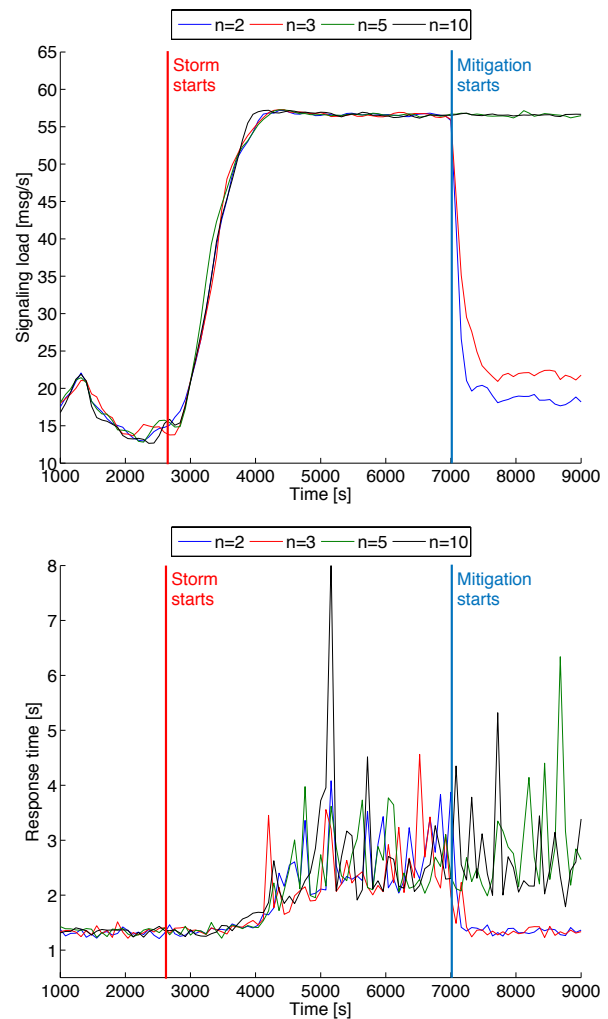 n=2 n=3 n=5 n=10
65
60
55
50
45
40
35
30
25
20
15
10
Signaling load [msg/s]
Storm
starts
Mitigation
starts
1000 2000 3000 4000 5000 6000 7000 8000 9000
Time [s]
n=2 n=3 n=5 n=10
8
7
6
5
4
3
2
1
Response time [s]
Storm
starts
Mitigation
starts
1000 2000 3000 4000 5000 6000 7000 8000 9000
Time [s]